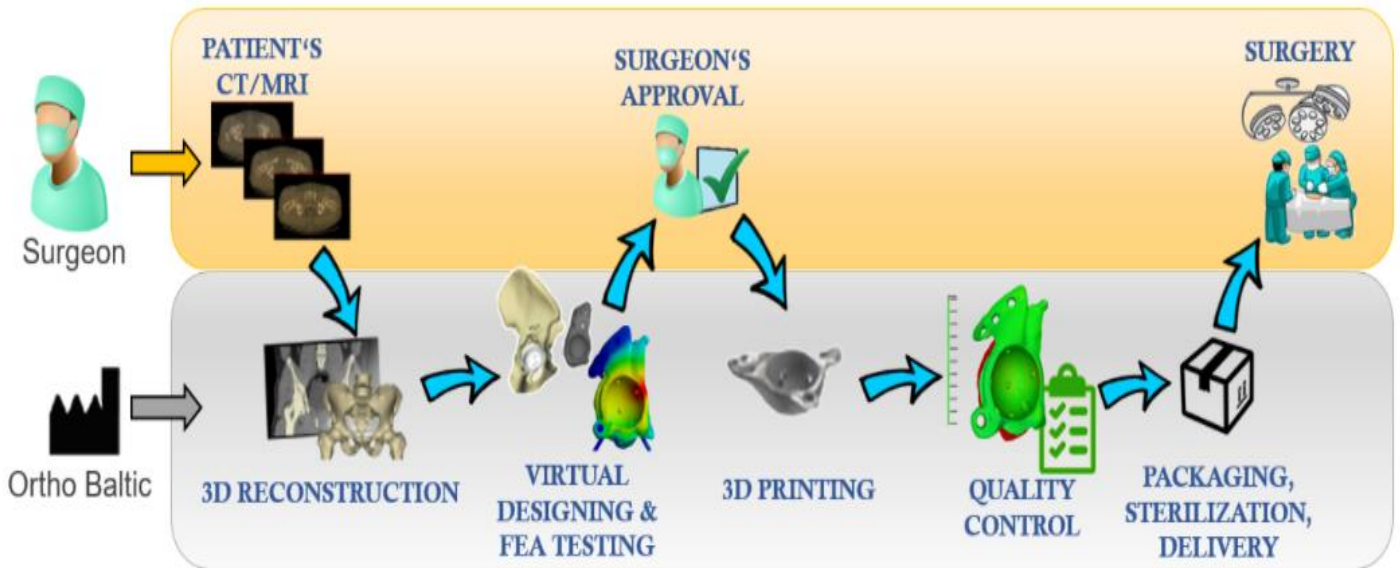 PATIENT‘S
CT/MRI
SURGEON‘S
APPROVAL
SURGERY
Surgeon
Ortho Baltic
3D RECONSTRUCTION
VIRTUAL
DESIGNING &
FEA TESTING
3D PRINTING
QUALITY
CONTROL
PACKAGING,
STERILIZATION,
DELIVERY